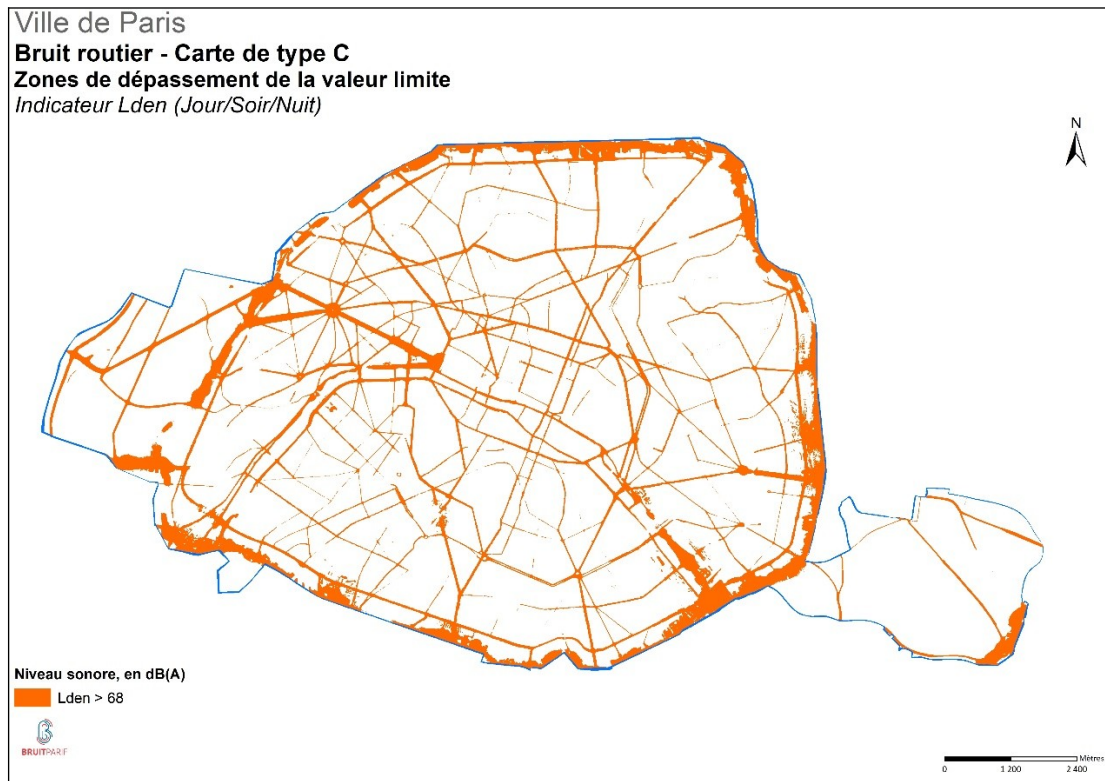 Ville de Paris
Bruit routier - Carte de type C
Zones de dépassement de la valeur limite
Indicateur Lden (Jour/Soir/Nuit)
N
Niveau sonore, en dB(A)
Lden > 68
BRUITPARIF
Mètres
0 1 200 2 400